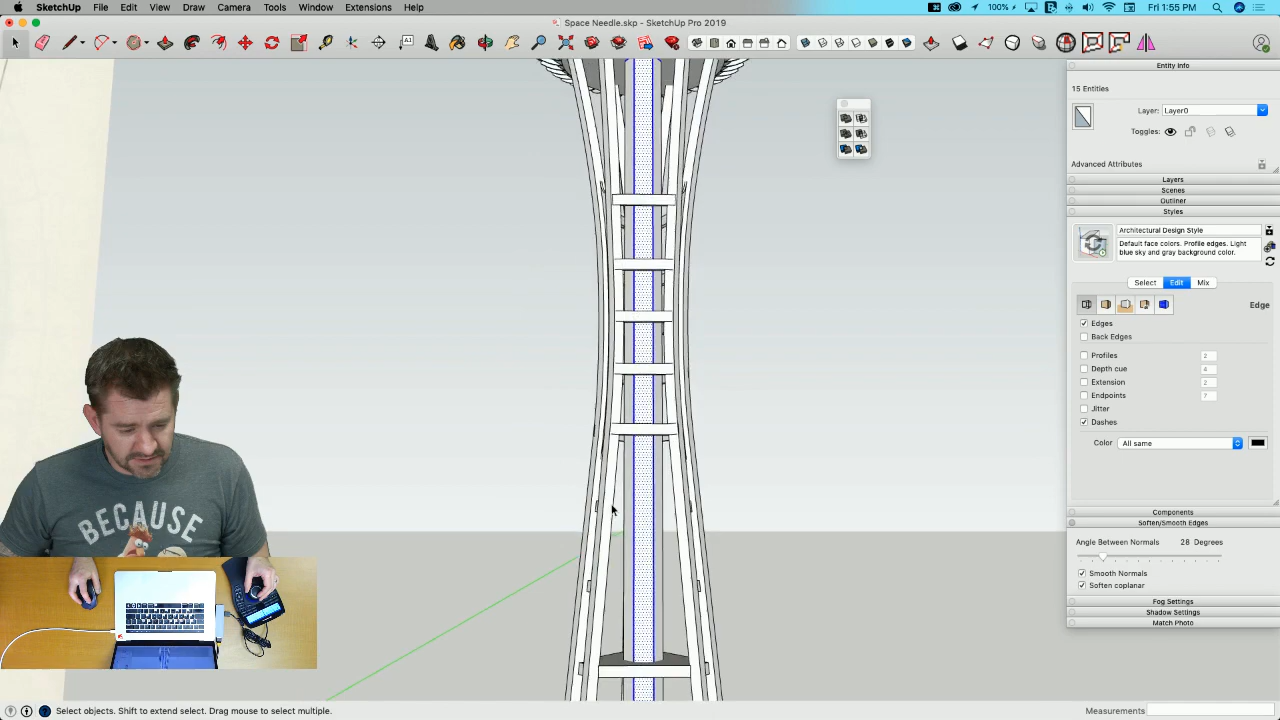 SketchUp File Edit View Draw Camera Tools Window Extensions Help
100% Fri 1:55 PM
Space Needle.skp - SketchUp Pro 2019
A1
Entity Info
15 Entities
Layer: Layer0
Toggles:
Advanced Attributes
Layers
Scenes
Outliner
Styles
Architectural Design Style
Default face colors. Profile edges. Light
blue sky and gray background color.
Select Edit Mix
Edge
Edges
Back Edges
Profiles 2
Depth cue 4
Extension 2
Endpoints 7
Jitter
Dashes
Color All same
Components
Soften/Smooth Edges
Angle Between Normals 28 Degrees
Smooth Normals
Soften coplanar
Fog Settings
Shadow Settings
Match Photo
BECAUSE
Select objects. Shift to extend select. Drag mouse to select multiple.
Measurements